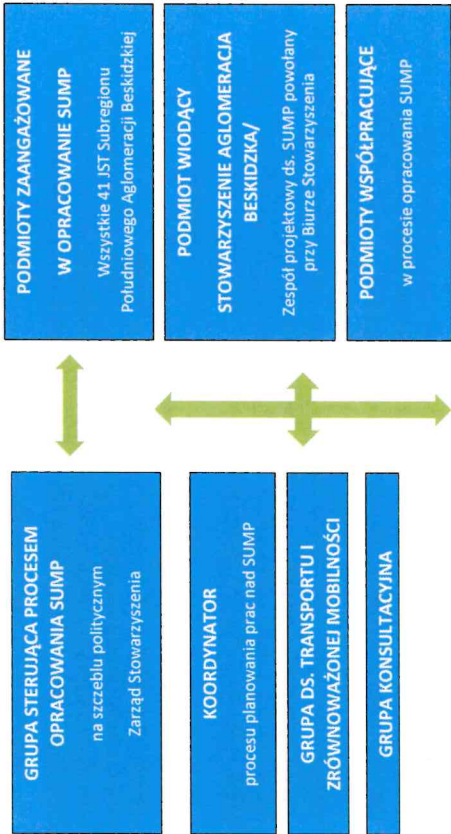 GRUPA STERUJĄCA PROCESEM
OPRACOWANIA SUMP
na szczeblu politycznym
Zarząd Stowarzyszenia
KOORDYNATOR
procesu planowania prac nad SUMP
GRUPA DS. TRANSPORTU I
ZRÓWNOWAŻONEJ MOBILNOŚCI
GRUPA KONSULTACYJNA
PODMIOTY ZAANGAŻOWANE
W OPRACOWANIE SUMP
Wszystkie 41 JST Subregionu
Południowego Aglomeracji Beskidzkiej
PODMIOT WIODĄCY
STOWARZYSZENIE AGLOMERACJA
BESKIDZKA/
Zespół projektowy ds. SUMP powołany
przy Biurze Stowarzyszenia
PODMIOTY WSPÓŁPRACUJĄCE
w procesie opracowania SUMP